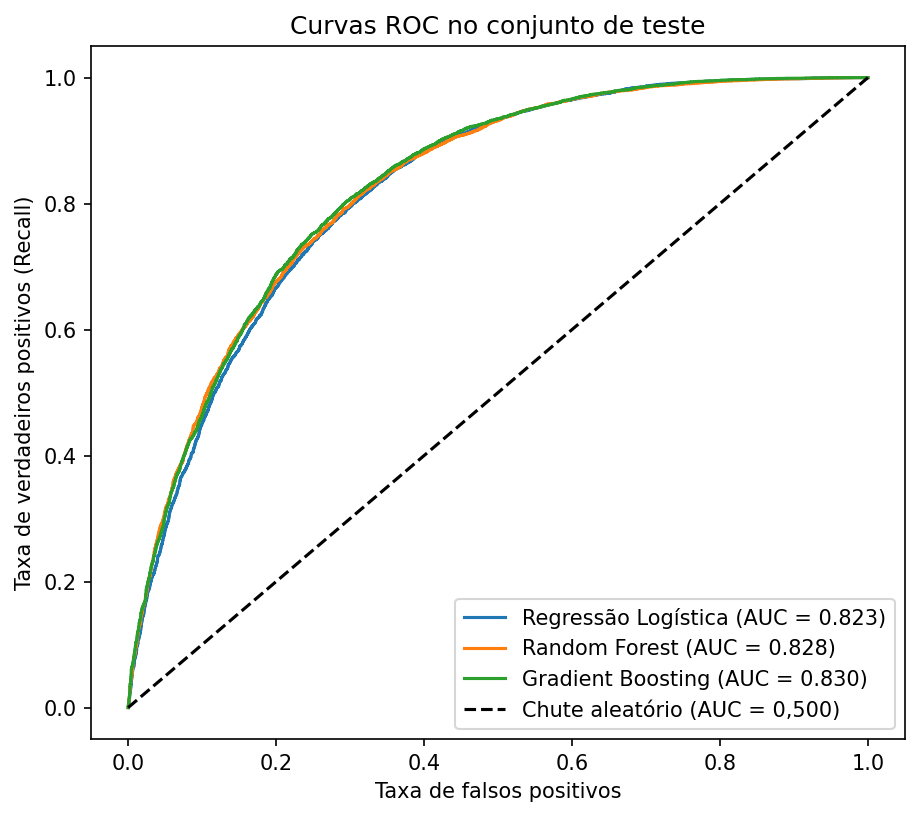 Curvas ROC no conjunto de teste
Taxa de verdadeiros positivos (Recall)
1.0
0.8
0.6
0.4
0.2
0.0
Regressão Logística (AUC = 0.823)
Random Forest (AUC = 0.828)
Gradient Boosting (AUC = 0.830)
Chute aleatório (AUC = 0,500)
0.0 0.2 0.4 0.6 0.8 1.0
Taxa de falsos positivos